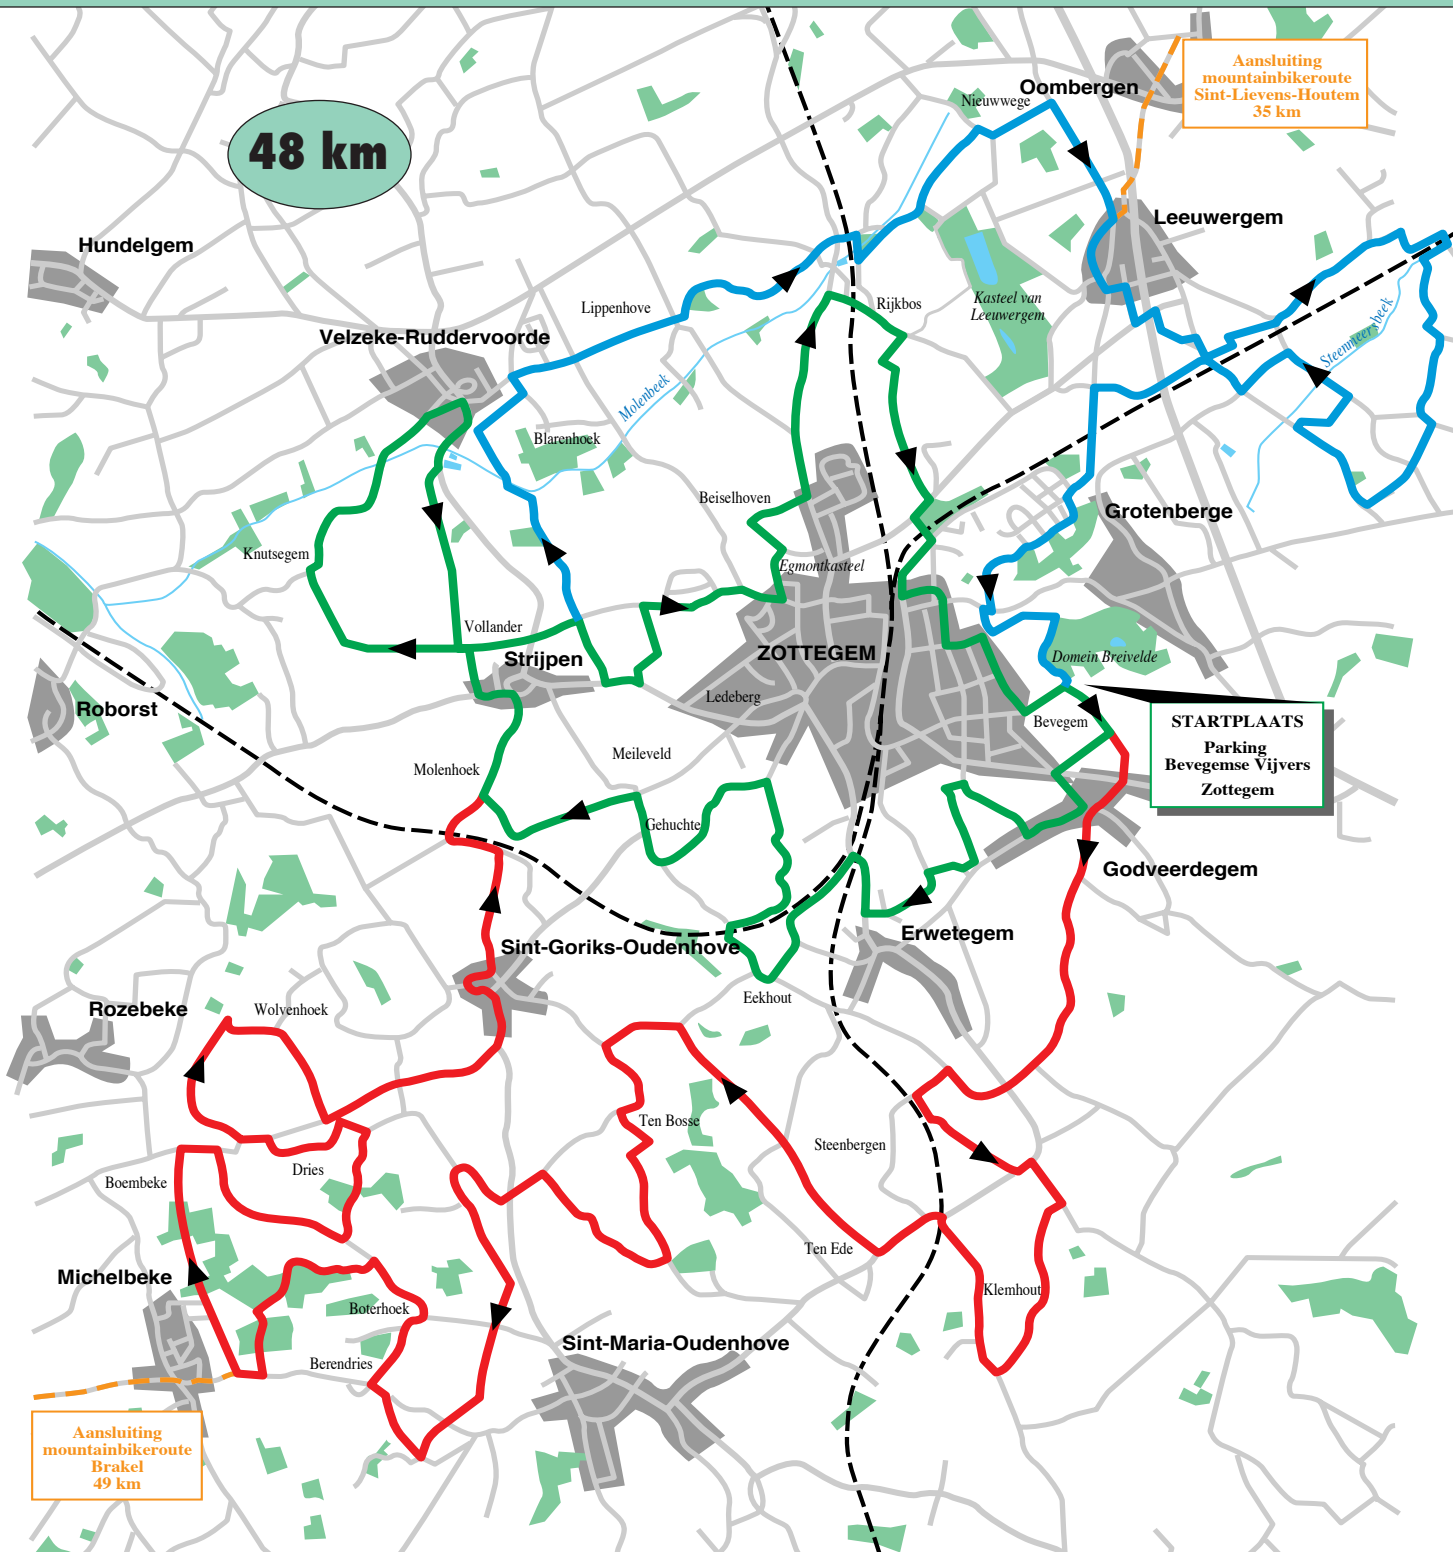 Aansluiting
mountainbikeroute
Sint-Lievens-Houtem
35 km
Oombergen
Nieuwwege
48 km
Leeuwergem
Hundelgem
Kasteel van
Leeuwergem
Rijkbos
Lippenhove
Steenmeersbeek
Velzeke-Ruddervoorde
Molenbeek
Blarenhoek
Beiselhoven
Grotenberge
Knutsegem
Egmontkasteel
Vollander
Strijpen
ZOTTEGEM
Domein Breivelde
Ledeberg
Roborst
Bevegem
STARTPLAATS
Parking
Bevegemse Vijvers
Zottegem
Meileveld
Molenhoek
Gehuchte
Godveerdegem
Erwetegem
Sint-Goriks-Oudenhove
Eekhout
Rozebeke
Wolvenhoek
Ten Bosse
Steenbergen
Dries
Boembeke
Ten Ede
Michelbeke
Klemhout
Boterhoek
Sint-Maria-Oudenhove
Berendries
Aansluiting
mountainbikeroute
Brakel
49 km